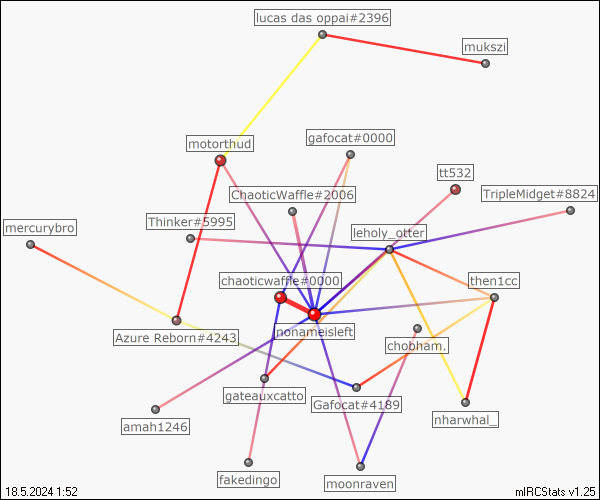 lucas das oppai#2396
mukszi
motorthud
gafocat#0000
tt532
ChaoticWaffle#2006
TripleMidget#8824
Thinker#5995
mercurybro
leholy_otter
chaoticwaffle#0000
then1cc
nonameisleft
Azure Reborn#4243
chobham.
gateauxcatto
Gafocat#4189
amah1246
nharwhal_
fakedingo
moonraven
18.5.2024 1:52
mIRCStats v1.25